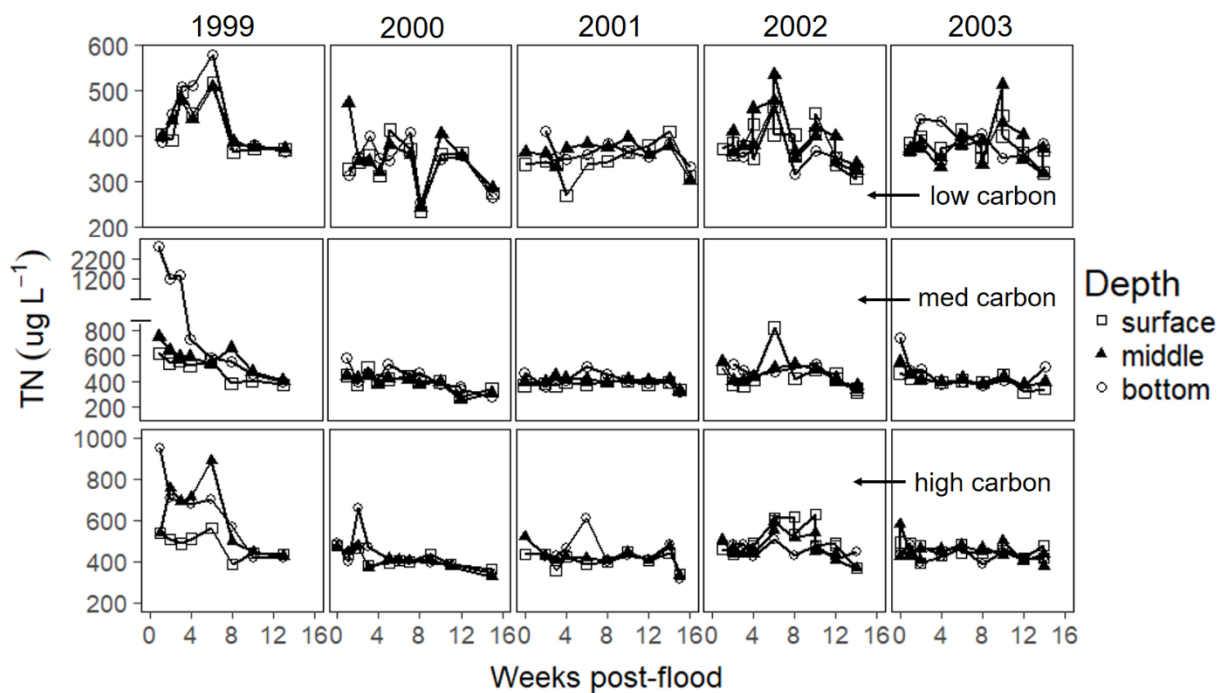 1999 2000 2001 2002 2003
600
500
400
300
200
low carbon
2200
1200
800
600
400
200
med carbon
1000
800
600
400
200
high carbon
0 4 8 12 160 4 8 12 160 4 8 12 160 4 8 12 160 4 8 12 16
Weeks post-flood
TN (ug L⁻¹)
Depth
surface
middle
bottom